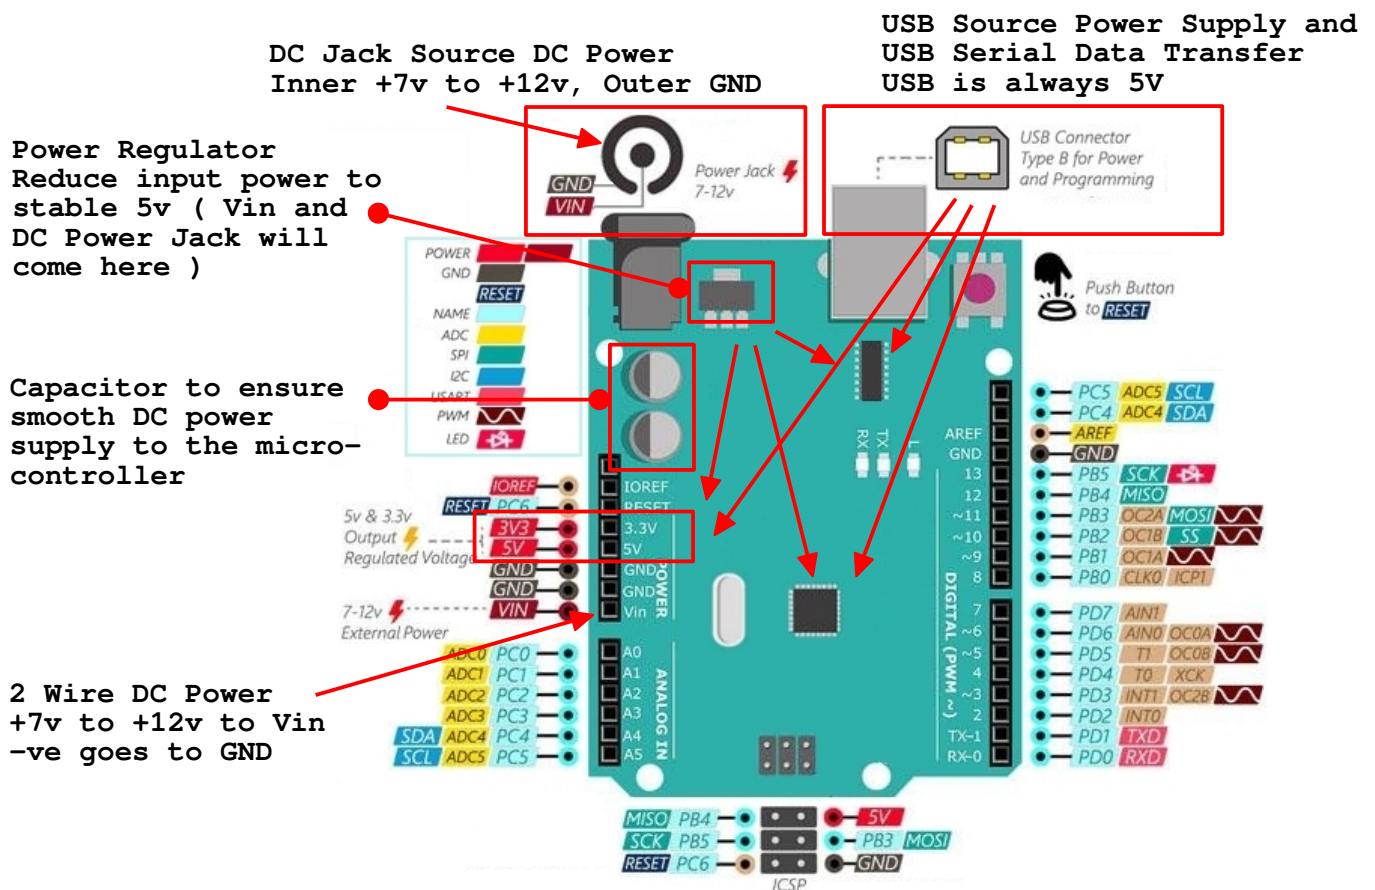 USB Source Power Supply and
USB Serial Data Transfer
USB is always 5V
DC Jack Source DC Power
Inner +7v to +12v, Outer GND
Power Regulator
Reduce input power to
stable 5v ( Vin and
DC Power Jack will
come here )
Capacitor to ensure
smooth DC power
supply to the micro-
controller
2 Wire DC Power
+7v to +12v to Vin
-ve goes to GND
GND
VIN
Power Jack
7-12v
USB Connector
Type B for Power
and Programming
Push Button
to RESET
POWER
GND
RESET
NAME
ADC
SPI
I2C
USART
PWM
LED
IOREF
RESET PC6
3V3
5V
GND
GND
VIN
5v & 3.3v
Output
Regulated Voltage
7-12v
External Power
ADC0 PC0
ADC1 PC1
ADC2 PC2
ADC3 PC3
SDA ADC4 PC4
SCL ADC5 PC5
IOREF
RESET
3.3V
5V
GND
GND
Vin
POWER
A0
A1
A2
A3
A4
A5
ANALOG IN
RX
TX
L
AREF
GND
13
12
~11
~10
~9
8
7
~6
~5
4
~3
2
TX-1
RX-0
DIGITAL (PWM ~)
PC5 ADC5 SCL
PC4 ADC4 SDA
AREF
GND
PB5 SCK
PB4 MISO
PB3 OC2A MOSI
PB2 OC1B SS
PB1 OC1A
PB0 CLK0 ICP1
PD7 AIN1
PD6 AIN0 OC0A
PD5 T1 OC0B
PD4 T0 XCK
PD3 INT1 OC2B
PD2 INT0
PD1 TXD
PD0 RXD
MISO PB4
SCK PB5
RESET PC6
5V
PB3 MOSI
GND
ICSP